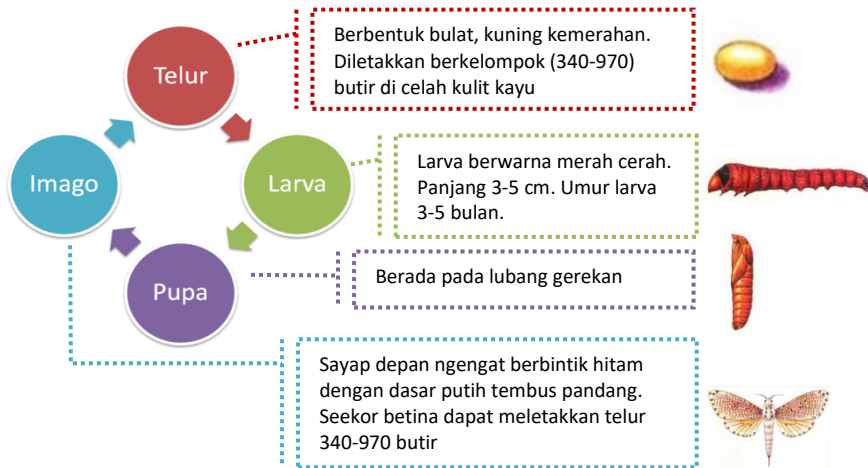 Telur
Berbentuk bulat, kuning kemerahan.
Diletakkan berkelompok (340-970)
butir di celah kulit kayu
Imago
Larva
Larva berwarna merah cerah.
Panjang 3-5 cm. Umur larva
3-5 bulan.
Pupa
Berada pada lubang gerekan
Sayap depan ngengat berbintik hitam
dengan dasar putih tembus pandang.
Seekor betina dapat meletakkan telur
340-970 butir